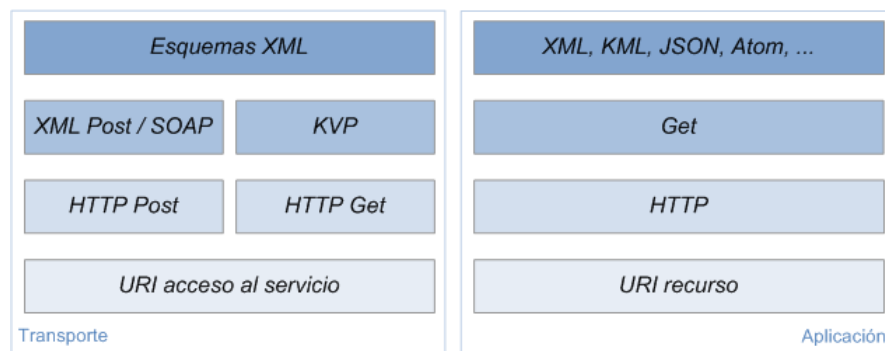 Esquemas XML
XML Post / SOAP
KVP
HTTP Post
HTTP Get
URI acceso al servicio
Transporte
XML, KML, JSON, Atom, ...
Get
HTTP
URI recurso
Aplicación